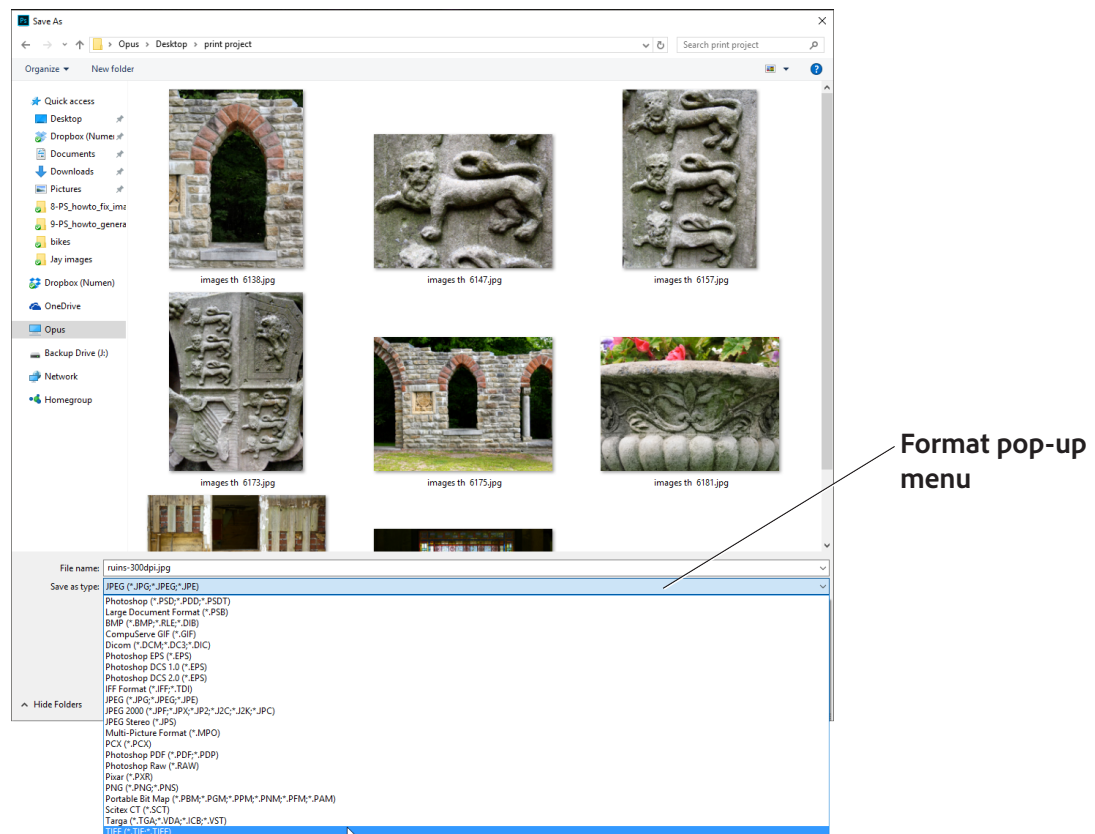 Ps Save As
Opus > Desktop > print project
Search print project
Organize
New folder
?
Quick access
Desktop
Dropbox (Numer
Documents
Downloads
Pictures
8-PS_howto_fix_ima
9-PS_howto_genera
bikes
Jay images
Dropbox (Numen)
OneDrive
Opus
Backup Drive (J:)
Network
Homegroup
images th 6138.jpg
images th 6147.jpg
images th 6157.jpg
images th 6173.jpg
images th 6175.jpg
images th 6181.jpg
Format pop-up
menu
File name: ruins-300dpi.jpg
Save as type: JPEG (*.JPG;*.JPEG;*.JPE)
Photoshop (*.PSD;*.PDD;*.PSDT)
Large Document Format (*.PSB)
BMP (*.BMP;*.RLE;*.DIB)
CompuServe GIF (*.GIF)
Dicom (*.DCM;*.DC3;*.DIC)
Photoshop EPS (*.EPS)
Photoshop DCS 1.0 (*.EPS)
Photoshop DCS 2.0 (*.EPS)
IFF Format (*.IFF;*.TDI)
JPEG (*.JPG;*.JPEG;*.JPE)
JPEG 2000 (*.JPF;*.JPX;*.JP2;*.J2C;*.J2K;*.JPC)
JPEG Stereo (*.JPS)
Multi-Picture Format (*.MPO)
PCX (*.PCX)
Photoshop PDF (*.PDF;*.PDP)
Photoshop Raw (*.RAW)
Pixar (*.PXR)
PNG (*.PNG;*.PNS)
Portable Bit Map (*.PBM;*.PGM;*.PPM;*.PNM;*.PFM;*.PAM)
Scitex CT (*.SCT)
Targa (*.TGA;*.VDA;*.ICB;*.VST)
TIFF (*.TIF;*.TIFF)
Hide Folders